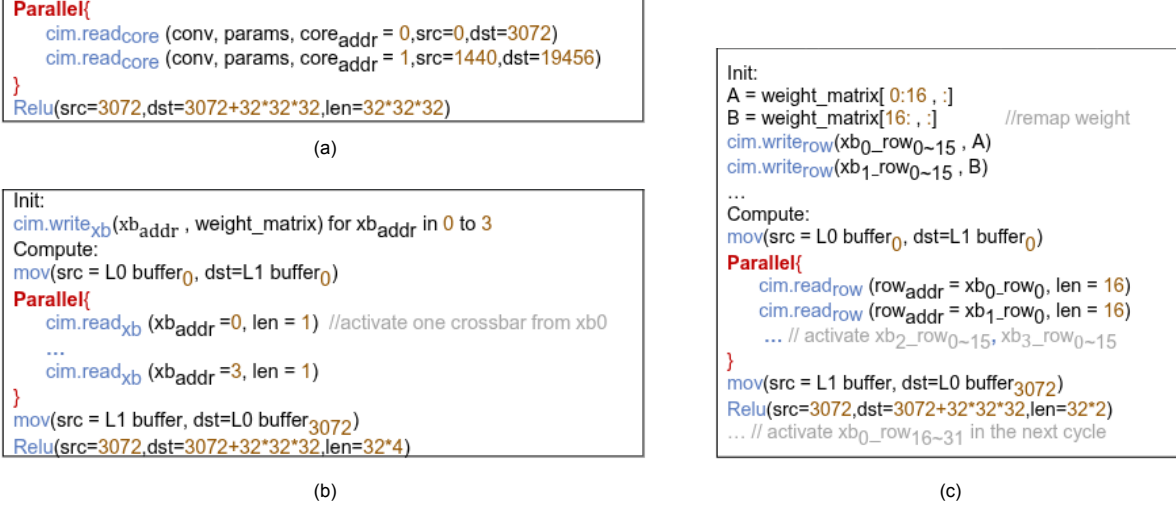 Parallel{
cim.readcore (conv, params, coreaddr = 0,src=0,dst=3072)
cim.readcore (conv, params, coreaddr = 1,src=1440,dst=19456)
}
Relu(src=3072,dst=3072+32*32*32,len=32*32*32)
(a)
Init:
cim.writexb(xbaddr , weight_matrix) for xbaddr in 0 to 3
Compute:
mov(src = L0 buffer0, dst=L1 buffer0)
Parallel{
cim.readxb (xbaddr =0, len = 1) //activate one crossbar from xb0
...
cim.readxb (xbaddr =3, len = 1)
}
mov(src = L1 buffer, dst=L0 buffer3072)
Relu(src=3072,dst=3072+32*32*32,len=32*4)
(b)
Init:
A = weight_matrix[ 0:16 , :]
B = weight_matrix[16: , :] //remap weight
cim.writerow(xb0_row0~15 , A)
cim.writerow(xb1_row0~15 , B)
...
Compute:
mov(src = L0 buffer0, dst=L1 buffer0)
Parallel{
cim.readrow (rowaddr = xb0_row0, len = 16)
cim.readrow (rowaddr = xb1_row0, len = 16)
... // activate xb2_row0~15, xb3_row0~15
}
mov(src = L1 buffer, dst=L0 buffer3072)
Relu(src=3072,dst=3072+32*32*32,len=32*2)
... // activate xb0_row16~31 in the next cycle
(c)